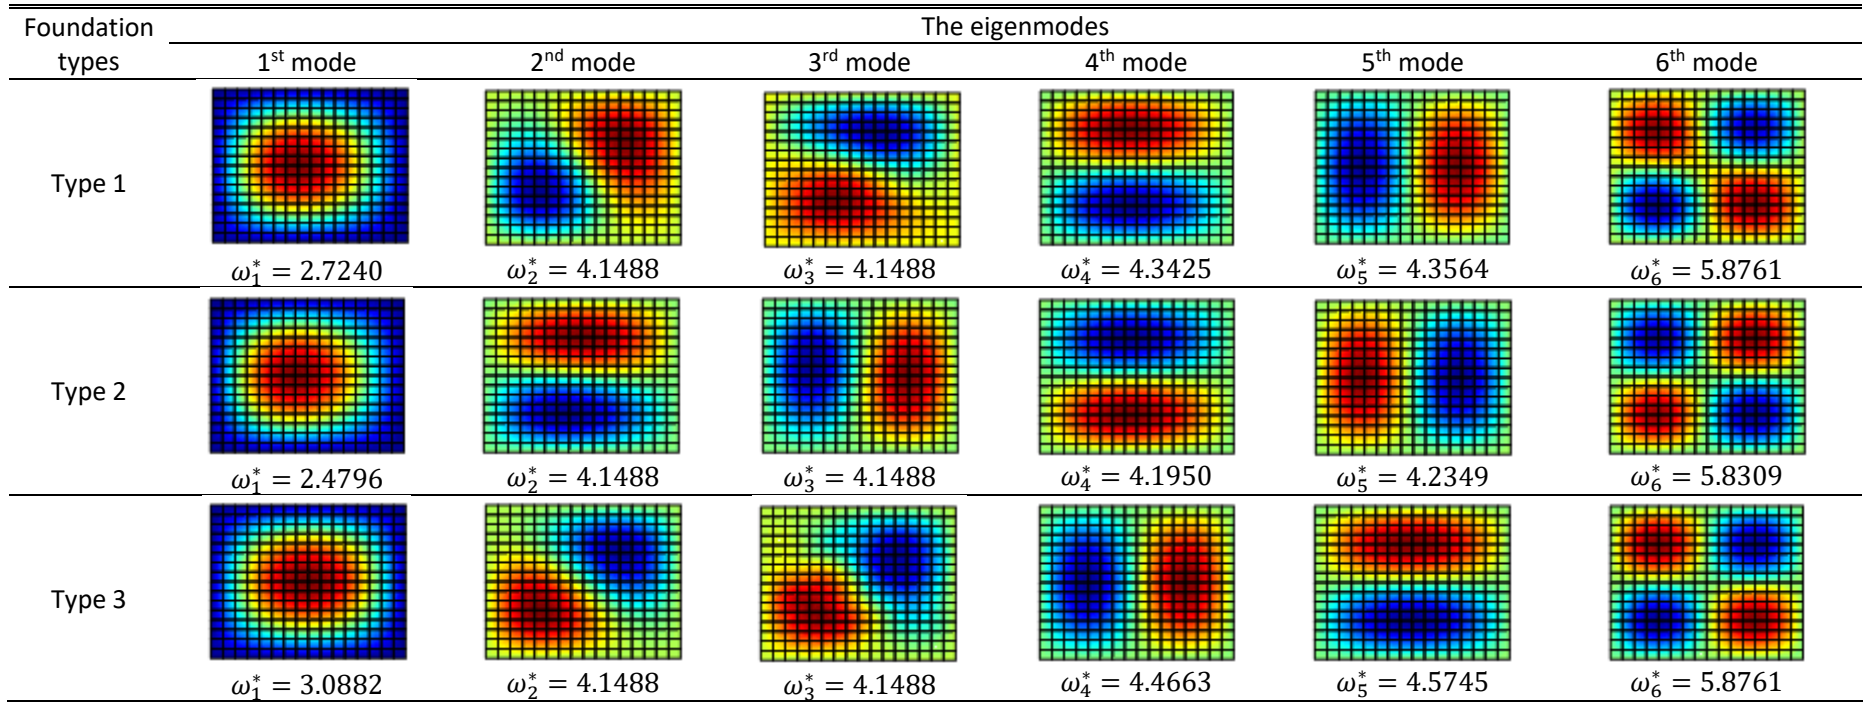 Foundation types
The eigenmodes
1st mode 2nd mode 3rd mode 4th mode 5th mode 6th mode
Type 1
ω₁* = 2.7240 ω₂* = 4.1488 ω₃* = 4.1488 ω₄* = 4.3425 ω₅* = 4.3564 ω₆* = 5.8761
Type 2
ω₁* = 2.4796 ω₂* = 4.1488 ω₃* = 4.1488 ω₄* = 4.1950 ω₅* = 4.2349 ω₆* = 5.8309
Type 3
ω₁* = 3.0882 ω₂* = 4.1488 ω₃* = 4.1488 ω₄* = 4.4663 ω₅* = 4.5745 ω₆* = 5.8761